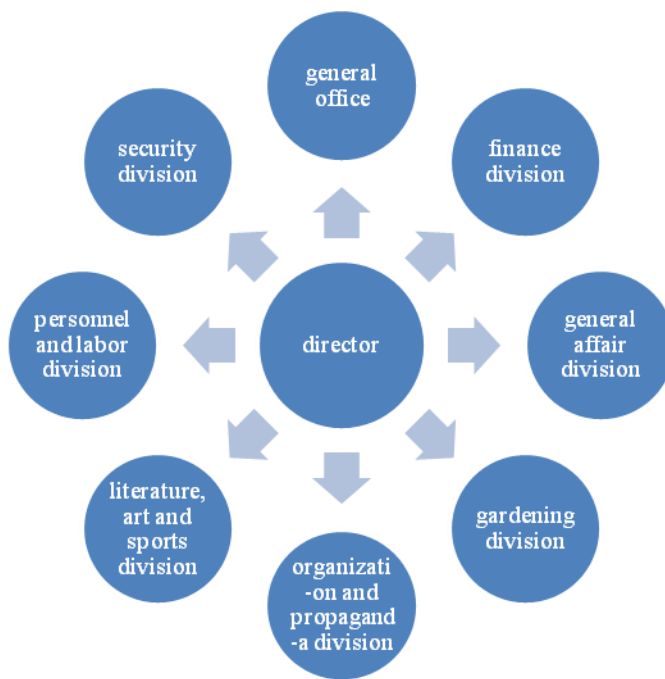 general
office
security
division
finance
division
personnel
and labor
division
director
general
affair
division
literature,
art and
sports
division
gardening
division
organizati
-on and
propagand
-a division